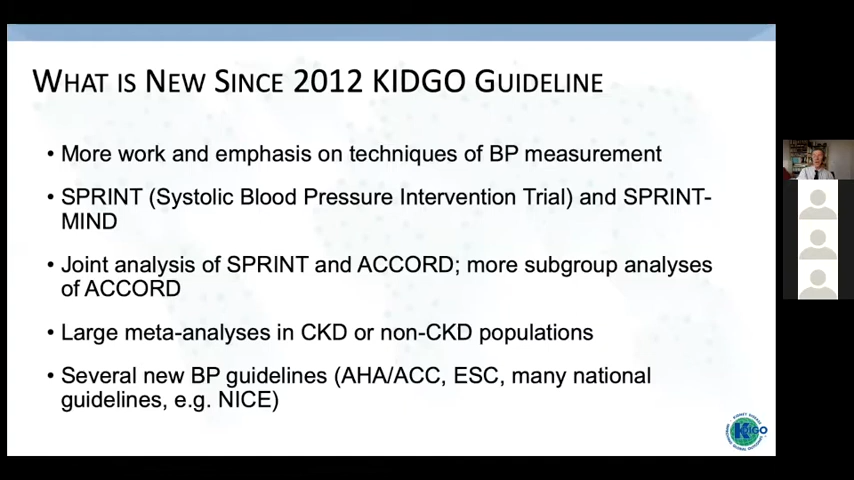 WHAT IS NEW SINCE 2012 KIDGO GUIDELINE
• More work and emphasis on techniques of BP measurement
• SPRINT (Systolic Blood Pressure Intervention Trial) and SPRINT-
MIND
• Joint analysis of SPRINT and ACCORD; more subgroup analyses
of ACCORD
• Large meta-analyses in CKD or non-CKD populations
• Several new BP guidelines (AHA/ACC, ESC, many national
guidelines, e.g. NICE)
KDIGO